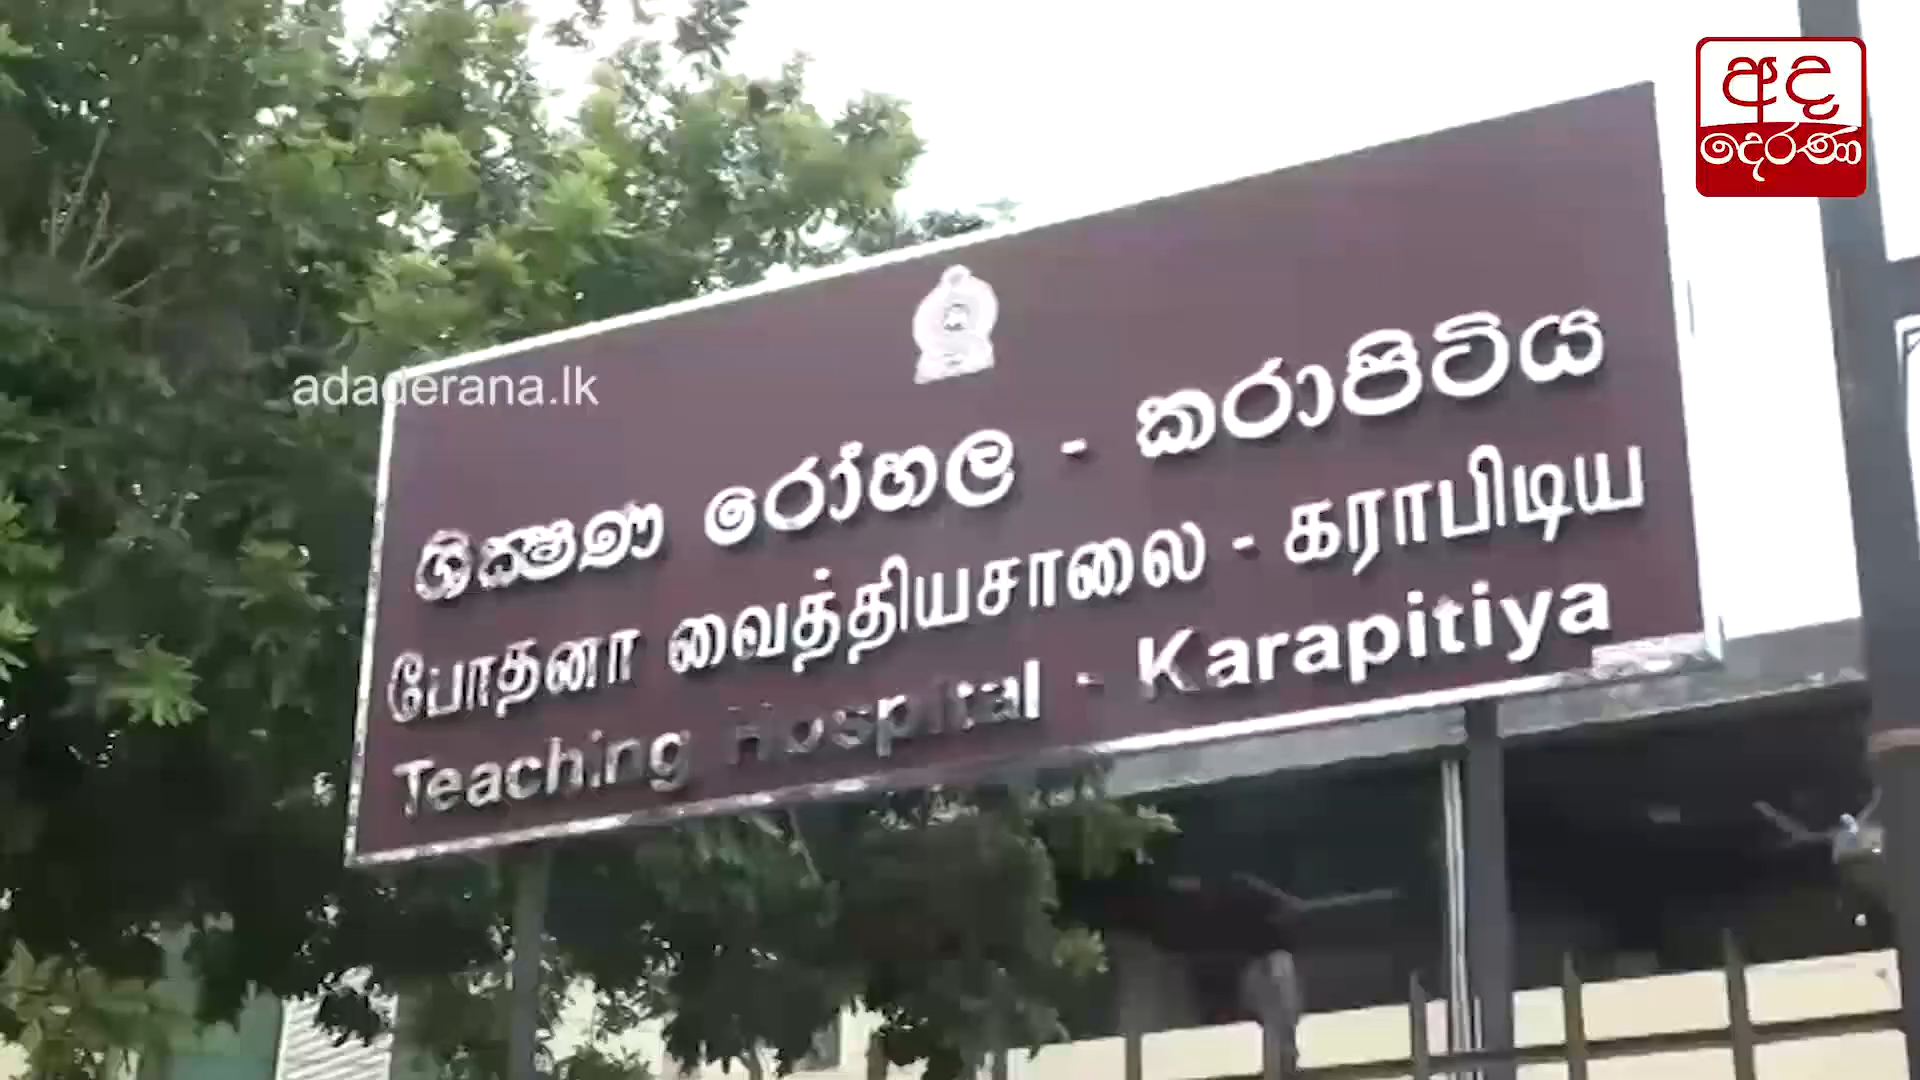 අද
දෙරණ
adaderana.lk
ශික්ෂණ රෝහල - කරාපිටිය
போதனா வைத்தியசாலை - கராபிடிய
Teaching Hospital - Karapitiya